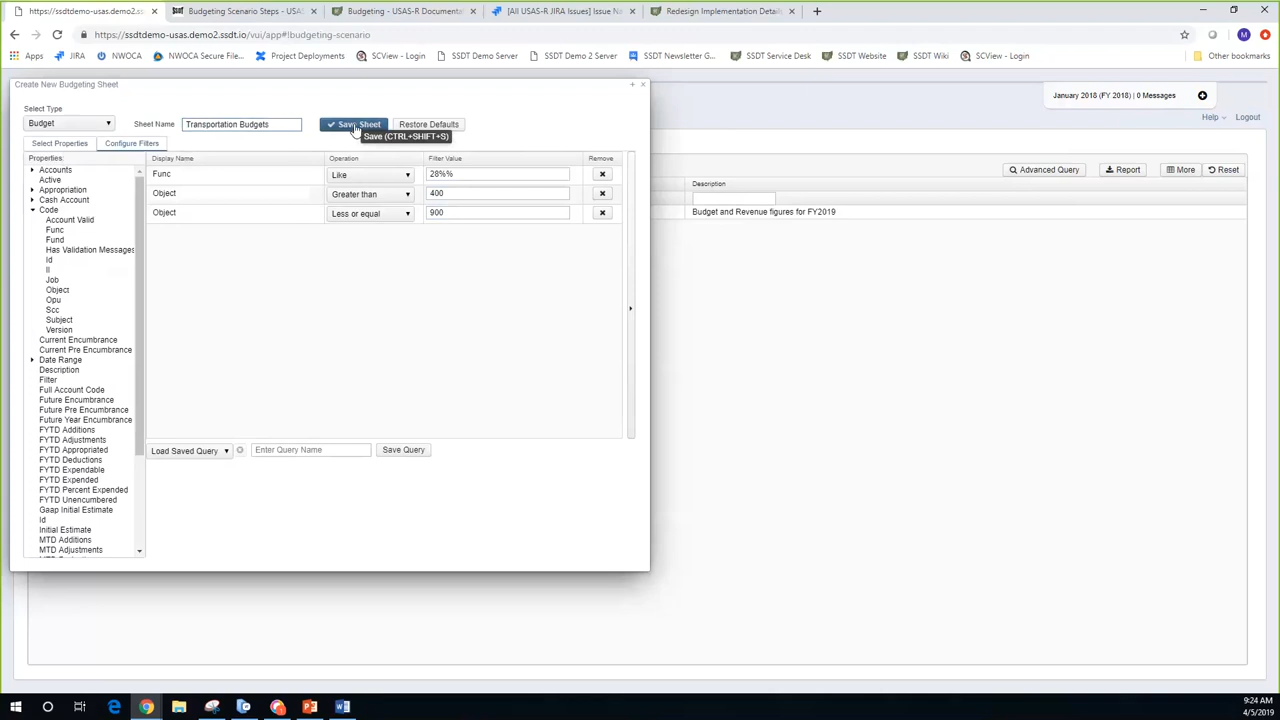 https://ssdtdemo-usas.demo2.ssdt.i
Budgeting Scenario Steps - USAS-
Budgeting - USAS-R Documentat
[All USAS-R JIRA Issues] Issue Na
Redesign Implementation Detail
https://ssdtdemo-usas.demo2.ssdt.io/vui/app#!budgeting-scenario
M
Apps JIRA NWOCA NWOCA Secure File... Project Deployments SCView - Login SSDT Demo Server SSDT Demo 2 Server SSDT Newsletter G... SSDT Service Desk SSDT Website SSDT Wiki SCView - Login Other bookmarks
Create New Budgeting Sheet
January 2018 (FY 2018) | 0 Messages
Help Logout
Select Type
Budget Sheet Name Transportation Budgets Save Sheet Restore Defaults
Save (CTRL+SHIFT+S)
Select Properties Configure Filters
Properties: Display Name Operation Filter Value Remove
Func Like 28%%
Object Greater than 400
Object Less or equal 900
Accounts
Active
Appropriation
Cash Account
Code
Account Valid
Func
Fund
Has Validation Messages
Id
Il
Job
Object
Opu
Scc
Subject
Version
Current Encumbrance
Current Pre Encumbrance
Date Range
Description
Filter
Full Account Code
Future Encumbrance
Future Pre Encumbrance
Future Year Encumbrance
FYTD Additions
FYTD Adjustments
FYTD Appropriated
FYTD Deductions
FYTD Expendable
FYTD Expended
FYTD Percent Expended
FYTD Unencumbered
Gaap Initial Estimate
Id
Initial Estimate
MTD Additions
MTD Adjustments
Load Saved Query Enter Query Name Save Query
Advanced Query Report More Reset
Description
Budget and Revenue figures for FY2019
9:24 AM
4/5/2019